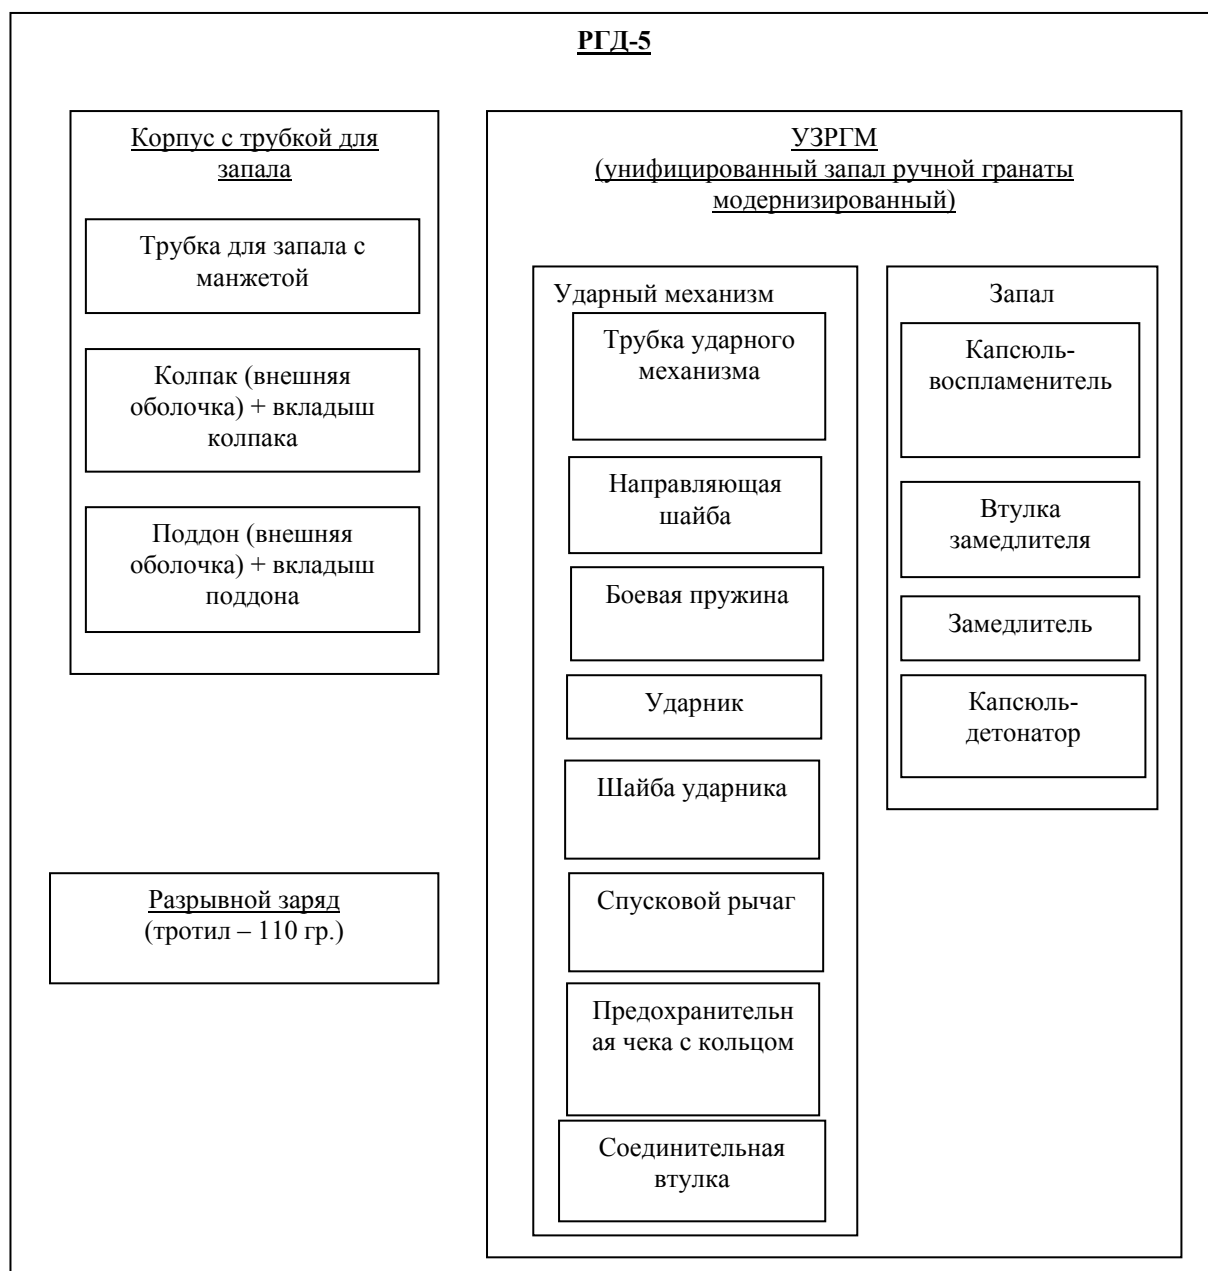 РГД-5
Корпус с трубкой для
запала
Трубка для запала с
манжетой
Колпак (внешняя
оболочка) + вкладыш
колпака
Поддон (внешняя
оболочка) + вкладыш
поддона
Разрывной заряд
(тротил – 110 гр.)
УЗРГМ
(унифицированный запал ручной гранаты
модернизированный)
Ударный механизм
Трубка ударного
механизма
Направляющая
шайба
Боевая пружина
Ударник
Шайба ударника
Спусковой рычаг
Предохранительн
ая чека с кольцом
Соединительная
втулка
Запал
Капсюль-
воспламенитель
Втулка
замедлителя
Замедлитель
Капсюль-
детонатор